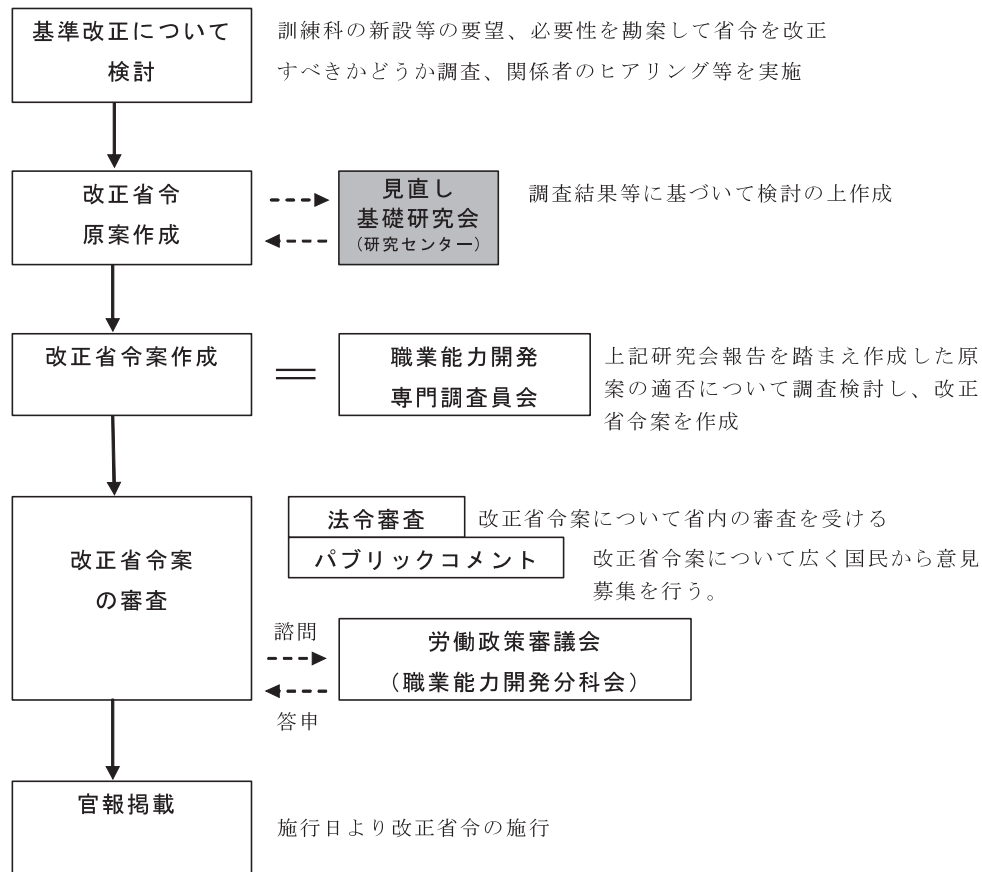 基準改正について
検討
訓練科の新設等の要望、必要性を勘案して省令を改正
すべきかどうか調査、関係者のヒアリング等を実施
改正省令
原案作成
見直し
基礎研究会
（研究センター）
調査結果等に基づいて検討の上作成
改正省令案作成
職業能力開発
専門調査員会
上記研究会報告を踏まえ作成した原
案の適否について調査検討し、改正
省令案を作成
改正省令案
の審査
法令審査
改正省令案について省内の審査を受ける
パブリックコメント
改正省令案について広く国民から意見
募集を行う。
諮問
労働政策審議会
（職業能力開発分科会）
答申
官報掲載
施行日より改正省令の施行